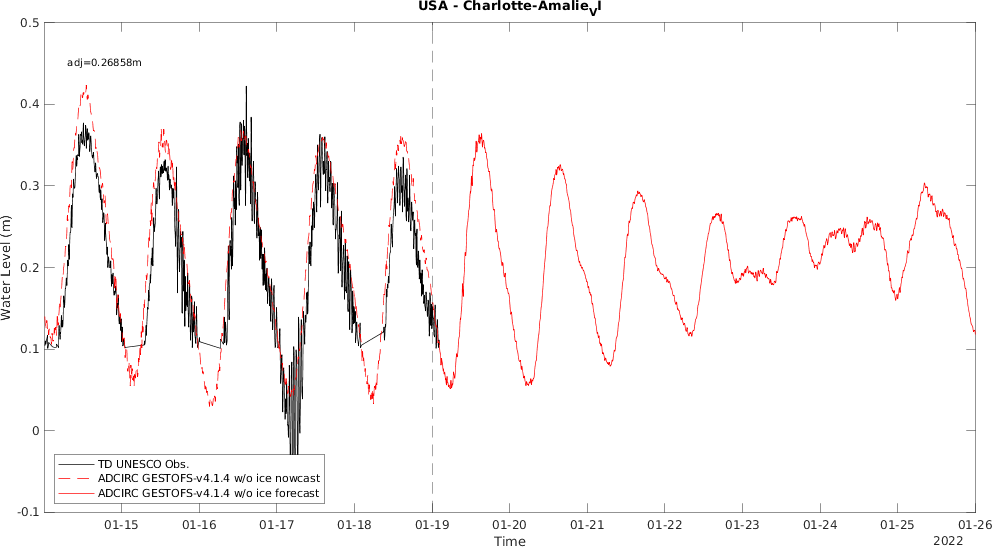 USA - Charlotte-Amalie_VI
adj=0.26858m
0.5
0.4
0.3
0.2
0.1
0
-0.1
Water Level (m)
TD UNESCO Obs.
ADCIRC GESTOFS-v4.1.4 w/o ice nowcast
ADCIRC GESTOFS-v4.1.4 w/o ice forecast
01-15 01-16 01-17 01-18 01-19 01-20 01-21 01-22 01-23 01-24 01-25 01-26
Time
2022